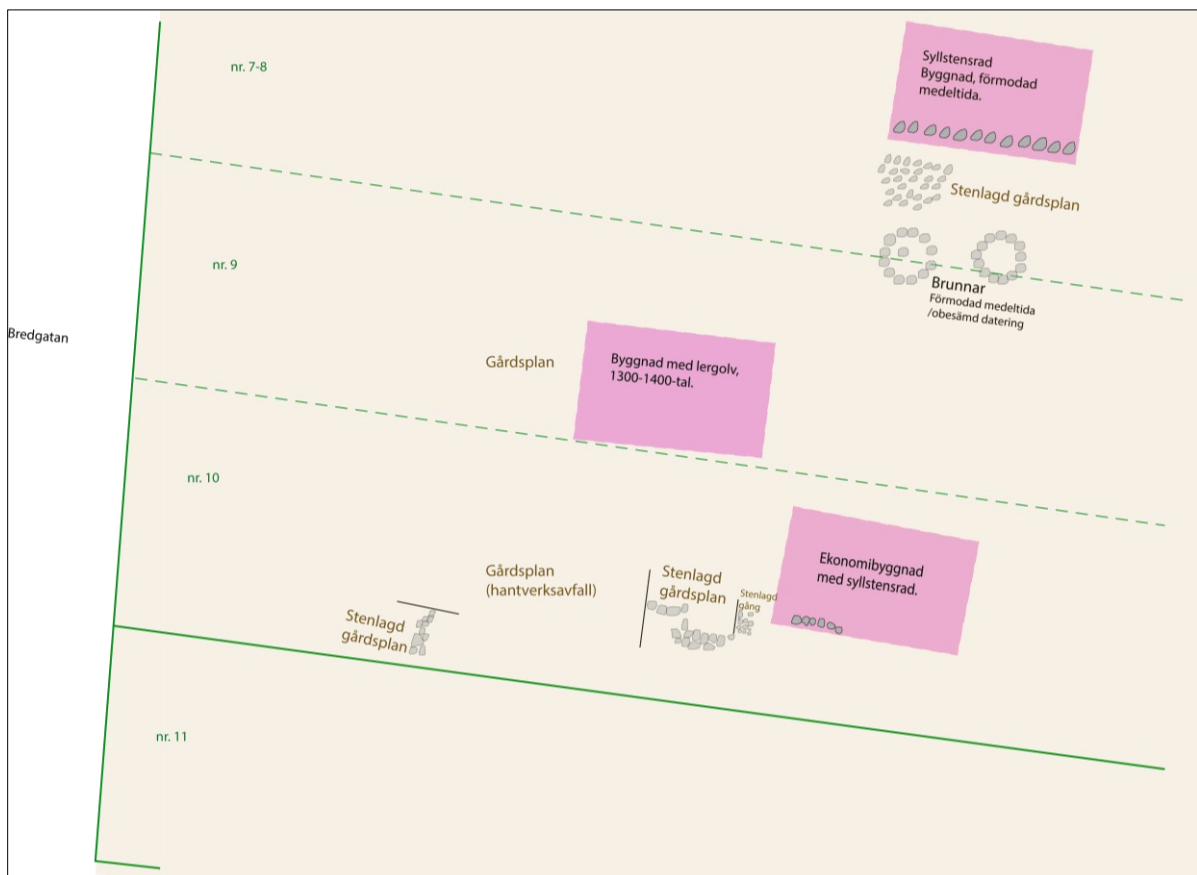 nr. 7-8
Syllstensrad
Byggnad, förmodad
medeltida.
Stenlagd gårdsplan
nr. 9
Brunnar
Förmodad medeltida
/obesämd datering
Bredgatan
Gårdsplan
Byggnad med lergolv,
1300-1400-tal.
nr. 10
Gårdsplan
(hantverksavfall)
Stenlagd
gårdsplan
Stenlagd
gång
Ekonomibyggnad
med syllstensrad.
Stenlagd
gårdsplan
nr. 11